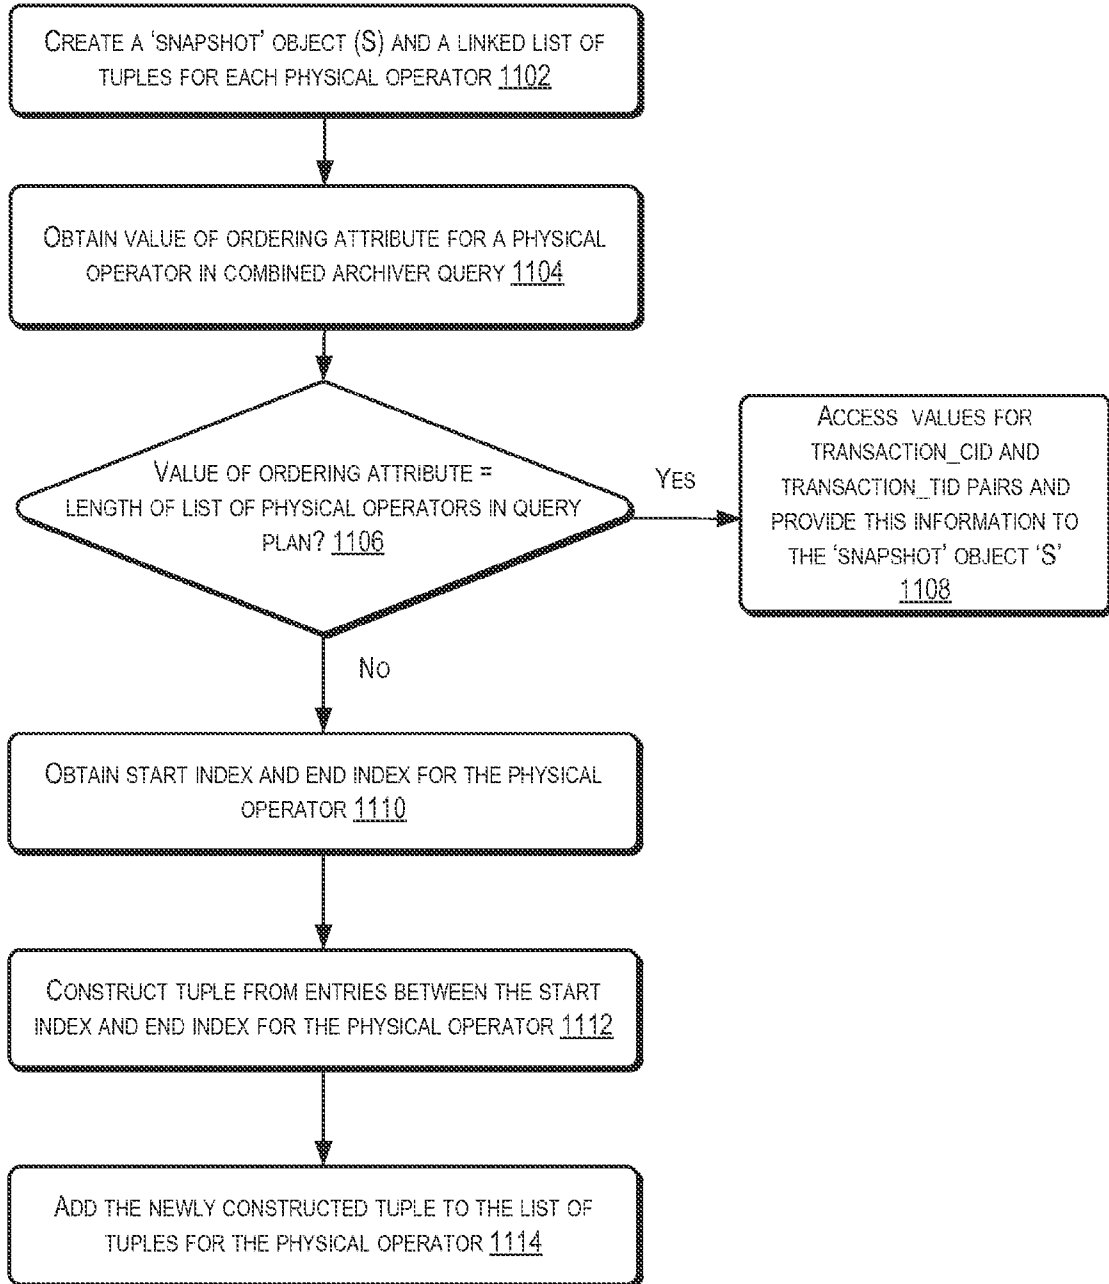 CREATE A ‘SNAPSHOT’ OBJECT (S) AND A LINKED LIST OF
TUPLES FOR EACH PHYSICAL OPERATOR 1102
OBTAIN VALUE OF ORDERING ATTRIBUTE FOR A PHYSICAL
OPERATOR IN COMBINED ARCHIVER QUERY 1104
VALUE OF ORDERING ATTRIBUTE =
LENGTH OF LIST OF PHYSICAL OPERATORS IN QUERY
PLAN? 1106
YES
ACCESS VALUES FOR
TRANSACTION_CID AND
TRANSACTION_TID PAIRS AND
PROVIDE THIS INFORMATION TO
THE ‘SNAPSHOT’ OBJECT ‘S’
1108
NO
OBTAIN START INDEX AND END INDEX FOR THE PHYSICAL
OPERATOR 1110
CONSTRUCT TUPLE FROM ENTRIES BETWEEN THE START
INDEX AND END INDEX FOR THE PHYSICAL OPERATOR 1112
ADD THE NEWLY CONSTRUCTED TUPLE TO THE LIST OF
TUPLES FOR THE PHYSICAL OPERATOR 1114